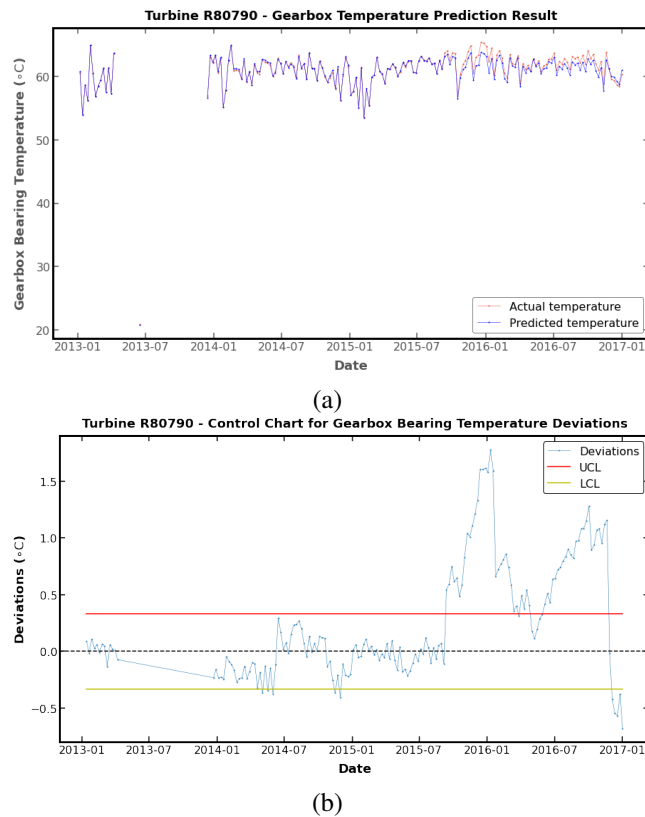 Turbine R80790 - Gearbox Temperature Prediction Result
Gearbox Bearing Temperature (∘C)
60
50
40
30
20
Actual temperature
Predicted temperature
2013-01 2013-07 2014-01 2014-07 2015-01 2015-07 2016-01 2016-07 2017-01
Date
(a)
Turbine R80790 - Control Chart for Gearbox Bearing Temperature Deviations
Deviations (∘C)
1.5
1.0
0.5
0.0
−0.5
Deviations
UCL
LCL
2013-01 2013-07 2014-01 2014-07 2015-01 2015-07 2016-01 2016-07 2017-01
Date
(b)